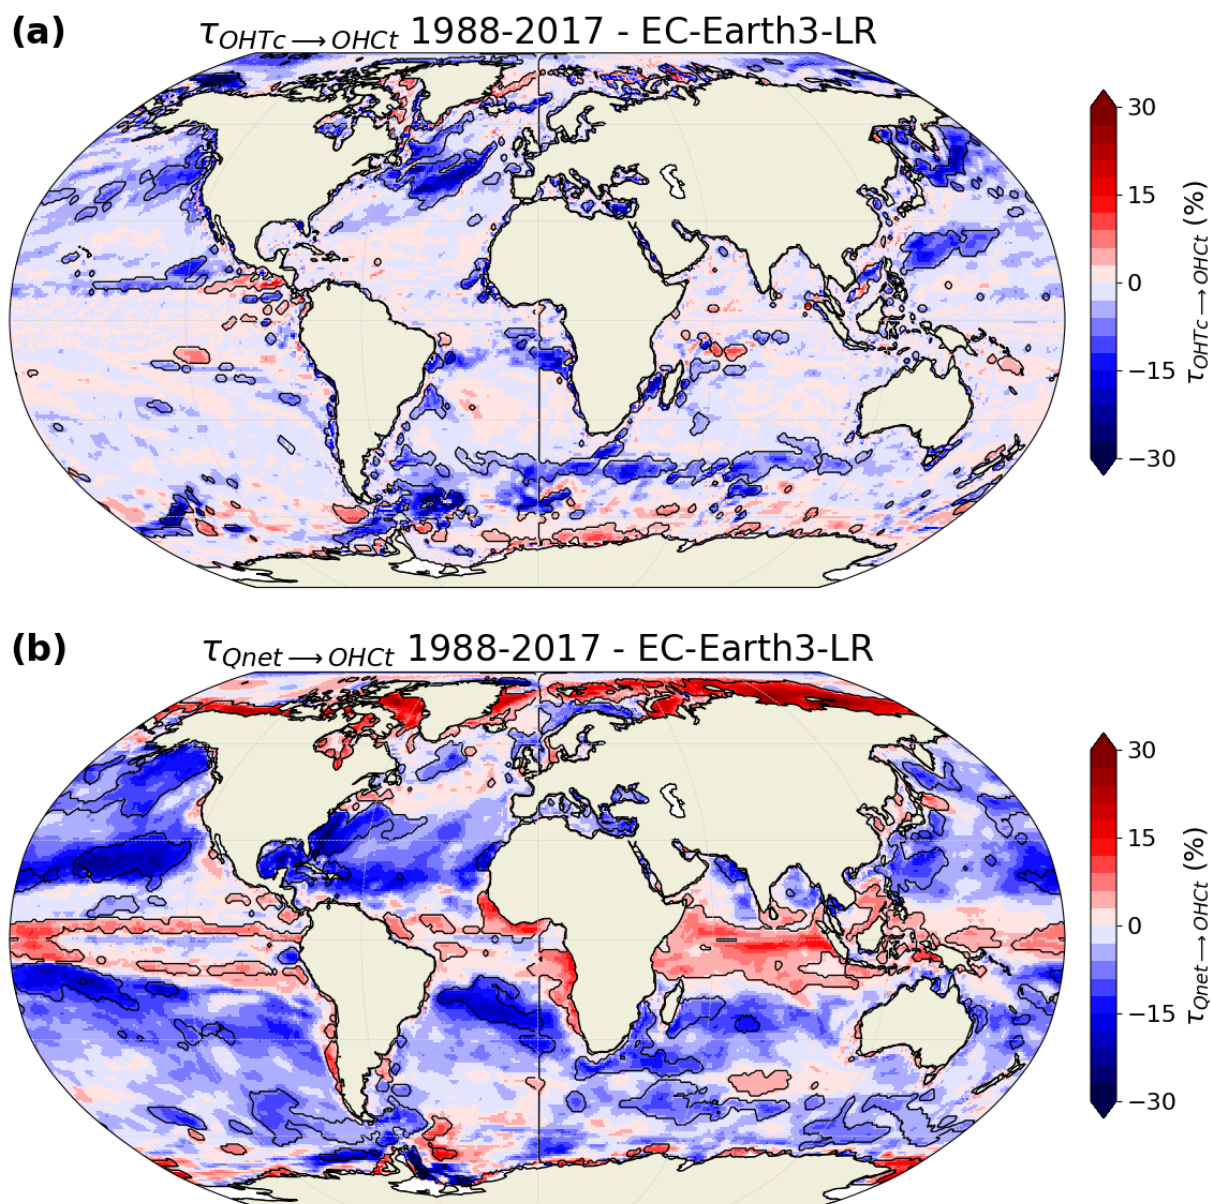 (a) τOHTc⟶OHCt 1988-2017 - EC-Earth3-LR
30
15
0
−15
−30
τOHTc⟶OHCt (%)
(b) τQnet⟶OHCt 1988-2017 - EC-Earth3-LR
30
15
0
−15
−30
τQnet⟶OHCt (%)